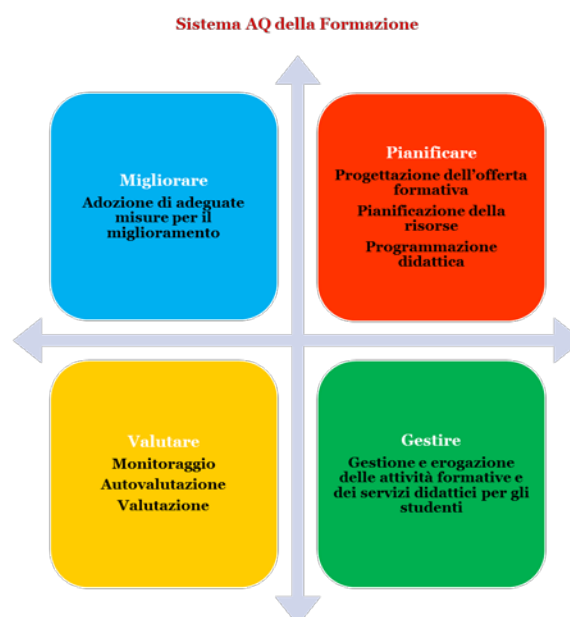 Sistema AQ della Formazione
Migliorare
Adozione di adeguate
misure per il
miglioramento
Pianificare
Progettazione dell'offerta
formativa
Pianificazione della
risorse
Programmazione
didattica
Valutare
Monitoraggio
Autovalutazione
Valutazione
Gestire
Gestione e erogazione
delle attività formative e
dei servizi didattici per gli
studenti